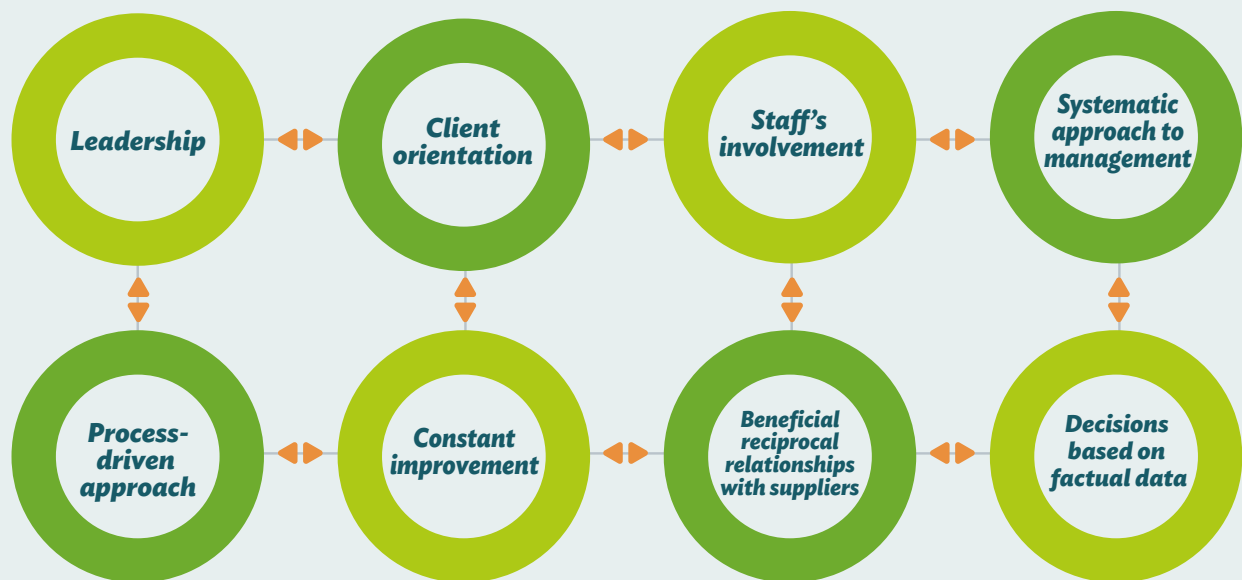 Leadership
Client
orientation
Staff's
involvement
Systematic
approach to
management
Process-
driven
approach
Constant
improvement
Beneficial
reciprocal
relationships
with suppliers
Decisions
based on
factual data